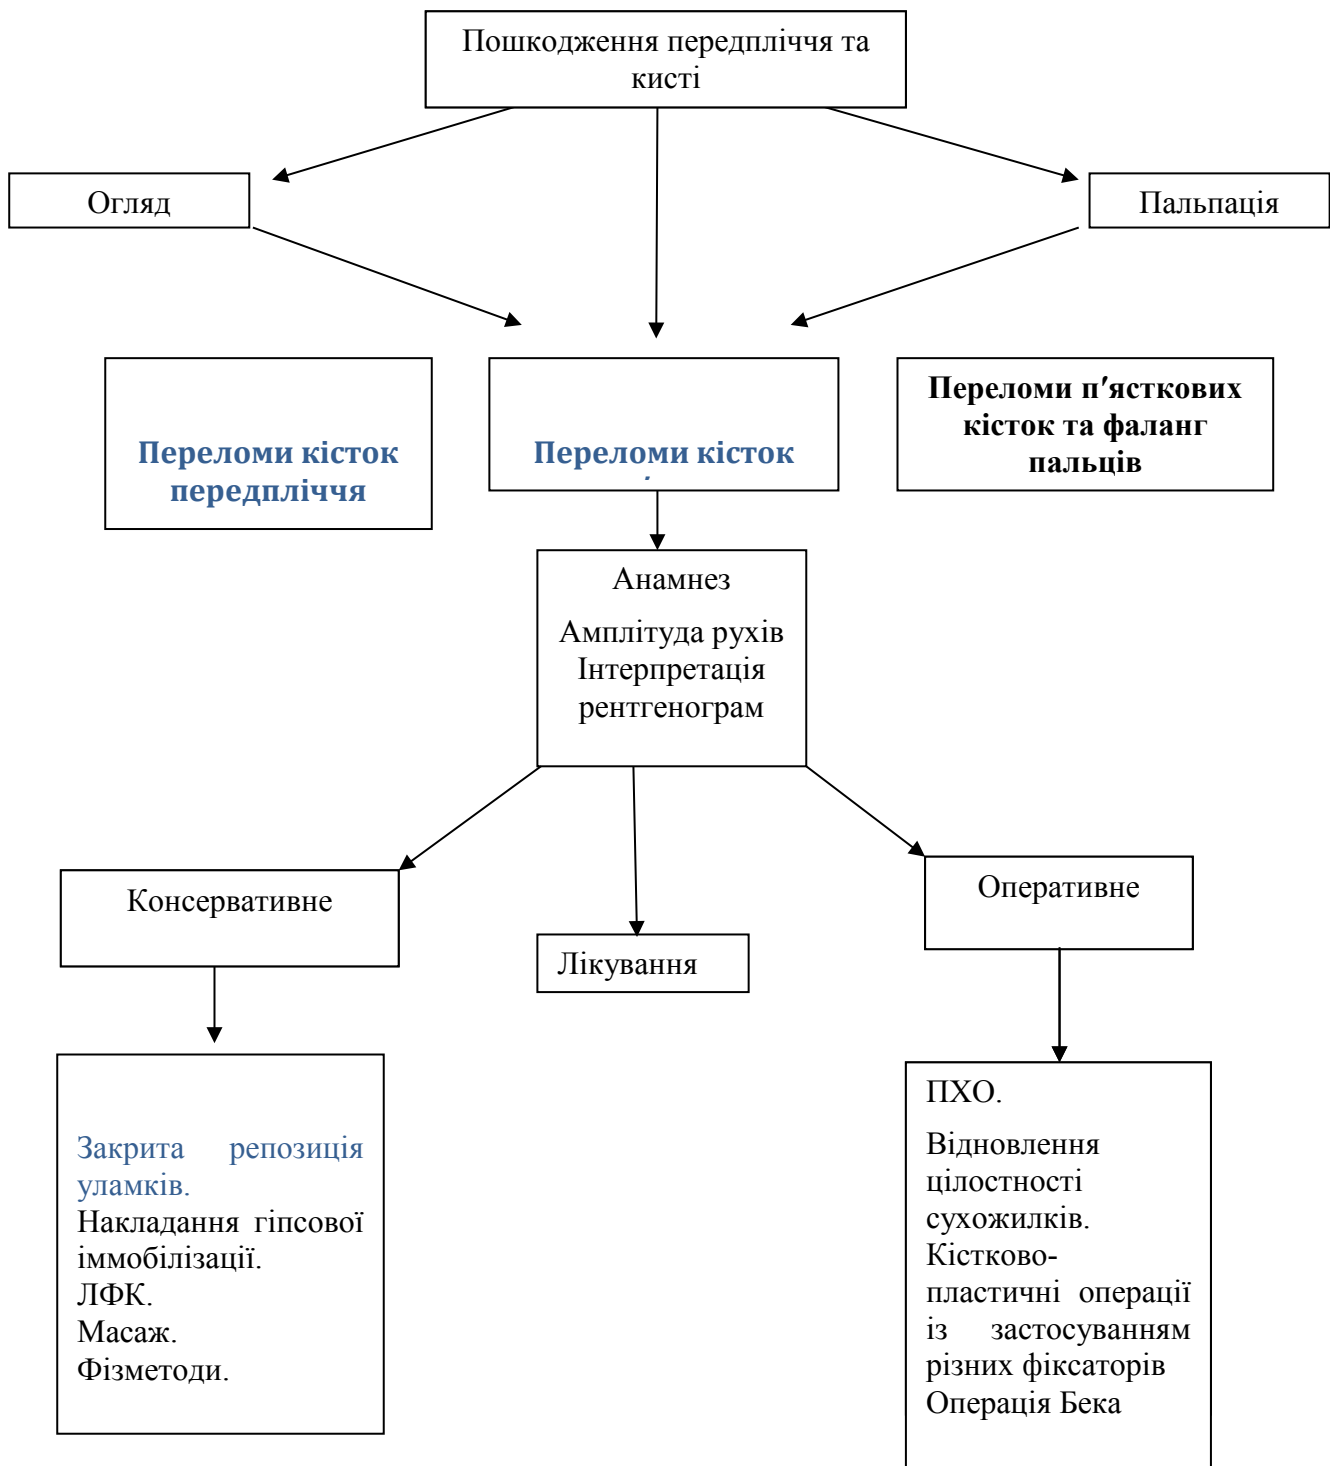 Пошкодження передпліччя та
кисті
Огляд
Пальпація
Переломи кісток
передпліччя
Переломи кісток
Переломи п'ясткових
кісток та фаланг
пальців
Анамнез
Амплітуда рухів
Інтерпретація
рентгенограм
Консервативне
Лікування
Оперативне
Закрита репозиція
уламків.
Накладання гіпсової
іммобілізації.
ЛФК.
Масаж.
Фізметоди.
ПХО.
Відновлення
цілостності
сухожилків.
Кістково-
пластичні операції
із застосуванням
різних фіксаторів
Операція Бека